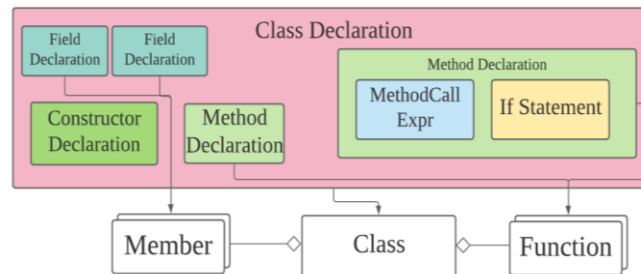 Class Declaration
Field
Declaration
Field
Declaration
Constructor
Declaration
Method
Declaration
Method Declaration
MethodCall
Expr
If Statement
Member
Class
Function